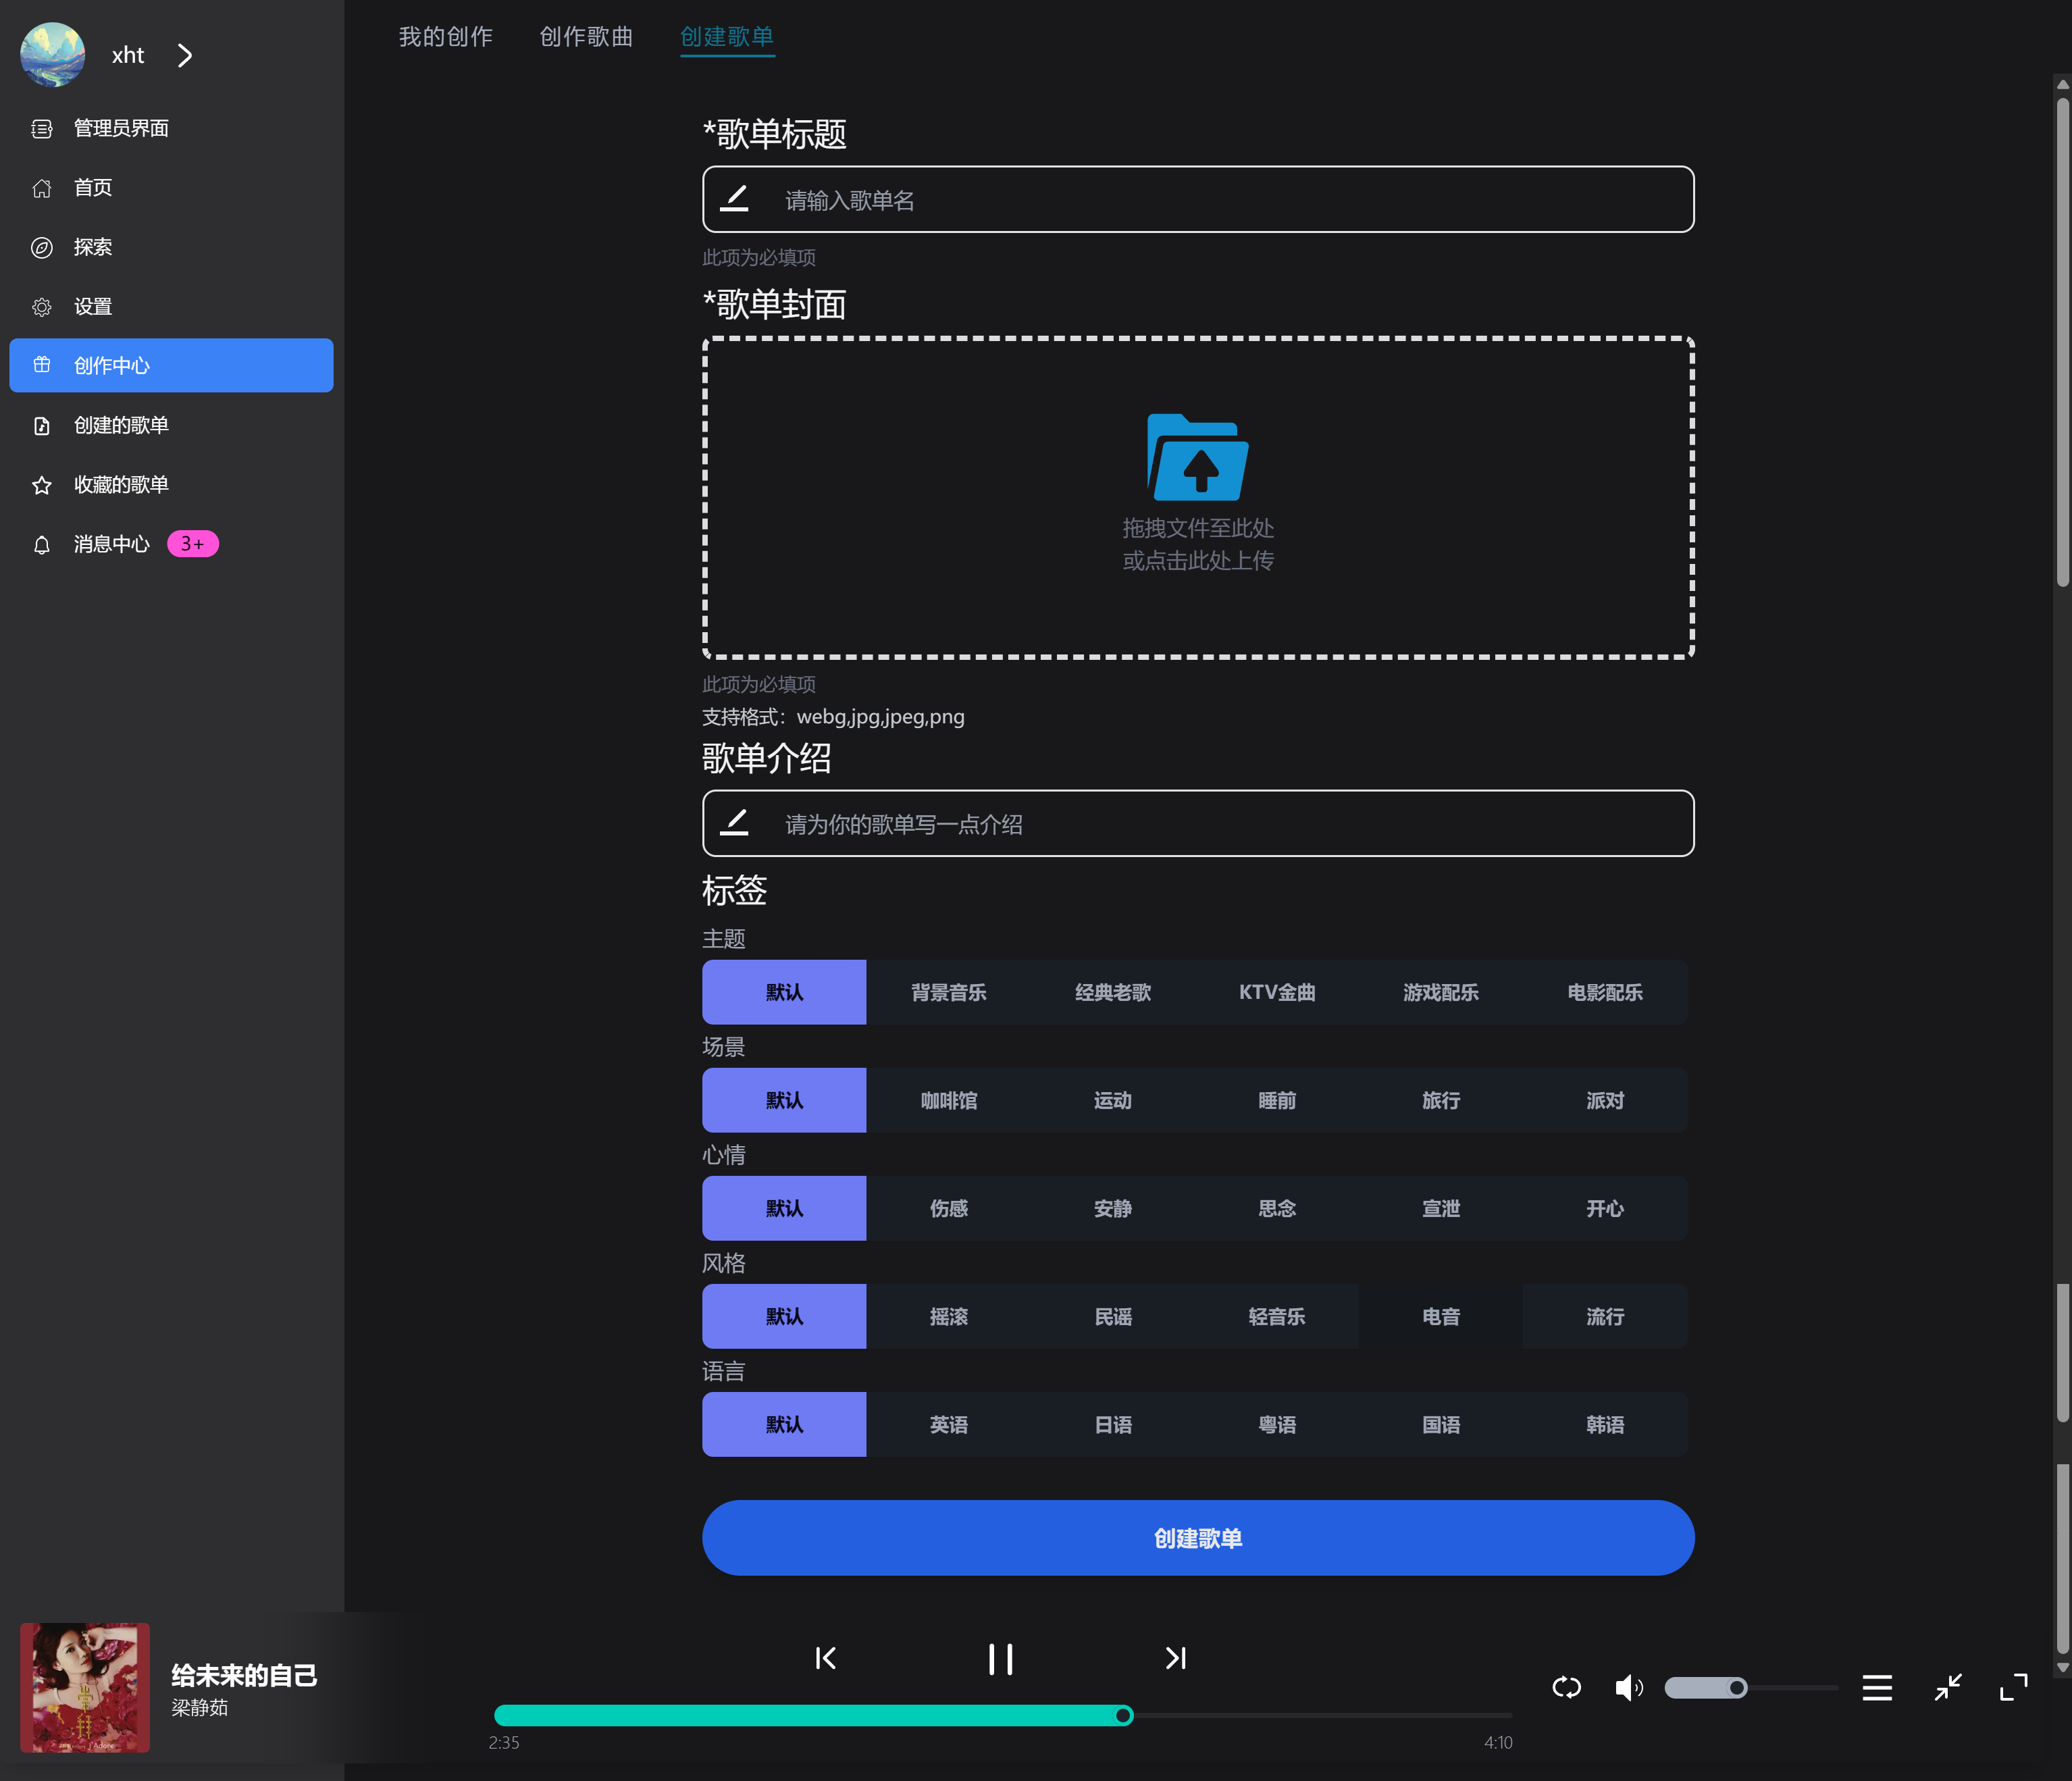 xht
管理员界面
首页
探索
设置
创作中心
创建的歌单
收藏的歌单
消息中心 3+
我的创作 创作歌曲 创建歌单
*歌单标题
请输入歌单名
此项为必填项
*歌单封面
拖拽文件至此处
或点击此处上传
此项为必填项
支持格式：webg,jpg,jpeg,png
歌单介绍
请为你的歌单写一点介绍
标签
主题
默认 背景音乐 经典老歌 KTV金曲 游戏配乐 电影配乐
场景
默认 咖啡馆 运动 睡前 旅行 派对
心情
默认 伤感 安静 思念 宣泄 开心
风格
默认 摇滚 民谣 轻音乐 电音 流行
语言
默认 英语 日语 粤语 国语 韩语
创建歌单
给未来的自己
梁静茹
2:35 4:10